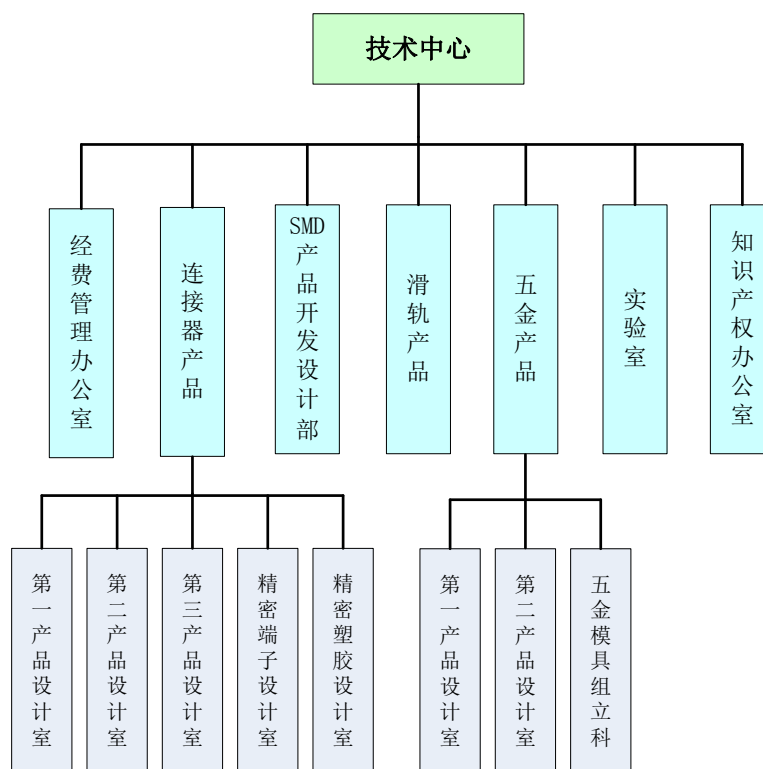 技术中心
经费管理办公室
连接器产品
SMD产品开发设计部
滑轨产品
五金产品
实验室
知识产权办公室
第一产品设计室
第二产品设计室
第三产品设计室
精密端子设计室
精密塑胶设计室
第一产品设计室
第二产品设计室
五金模具组立科